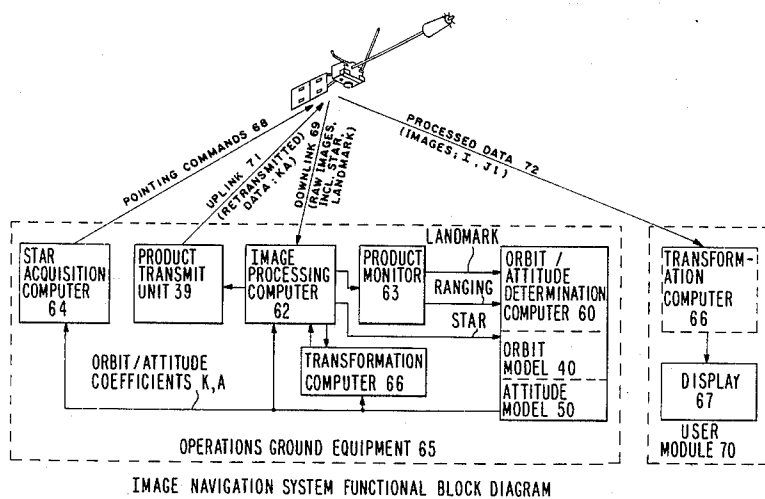 POINTING COMMANDS 68
UPLINK 71
(RETRANSMITTED
DATA: KA)
DOWNLINK 69
(RAW IMAGES,
INCL. STAR,
LANDMARK)
PROCESSED DATA 72
(IMAGES; I, J!)
STAR
ACQUISITION
COMPUTER
64
PRODUCT
TRANSMIT
UNIT 39
IMAGE
PROCESSING
COMPUTER
62
PRODUCT
MONITOR
63
LANDMARK
RANGING
STAR
ORBIT /
ATTITUDE
DETERMINATION
COMPUTER 60
ORBIT
MODEL 40
ATTITUDE
MODEL 50
TRANSFORMATION
COMPUTER 66
ORBIT/ATTITUDE
COEFFICIENTS K,A
OPERATIONS GROUND EQUIPMENT 65
TRANSFORM-
ATION
COMPUTER
66
DISPLAY
67
USER
MODULE 70
IMAGE NAVIGATION SYSTEM FUNCTIONAL BLOCK DIAGRAM